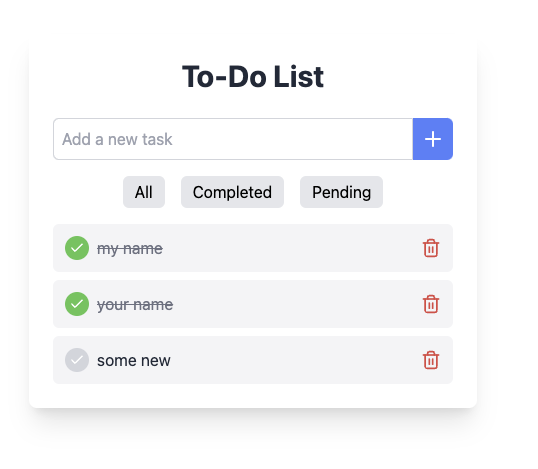 To-Do List
Add a new task
All Completed Pending
my name
your name
some new